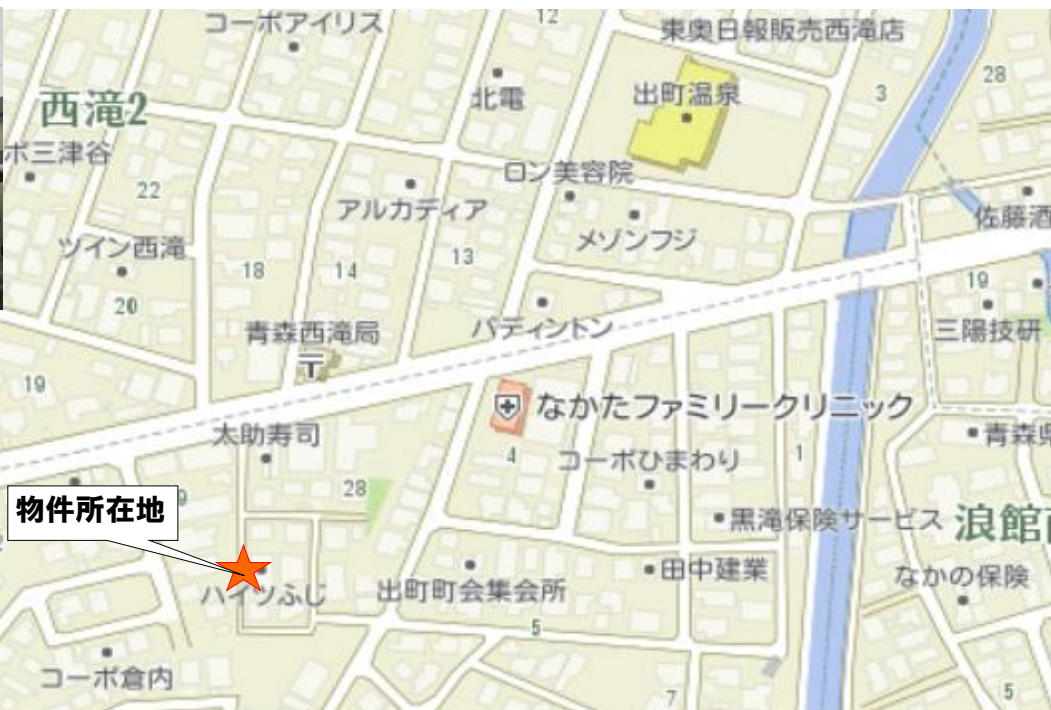 コーポアイリス
12
東奥日報販売西滝店
28
西滝2
北電
出町温泉
3
ポ三津谷
ロン美容院
22
アルカディア
佐藤酒
メゾンフジ
ツイン西滝
13
18
14
19
20
青森西滝局
パディントン
三陽技研
19
なかたファミリークリニック
太助寿司
青森県
4
コーポひまわり
1
28
物件所在地
黒滝保険サービス
浪館
ハイツふじ
出町町会集会所
田中建業
なかの保険
5
コーポ倉内
7
5